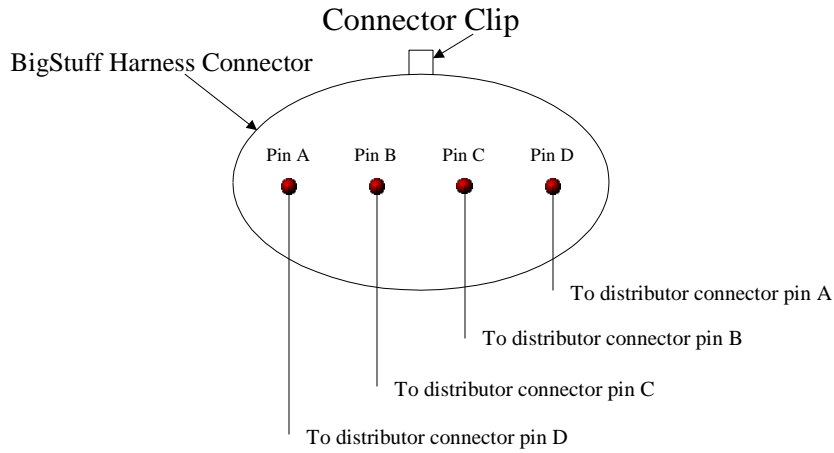 Connector Clip
BigStuff Harness Connector
Pin A
Pin B
Pin C
Pin D
To distributor connector pin A
To distributor connector pin B
To distributor connector pin C
To distributor connector pin D